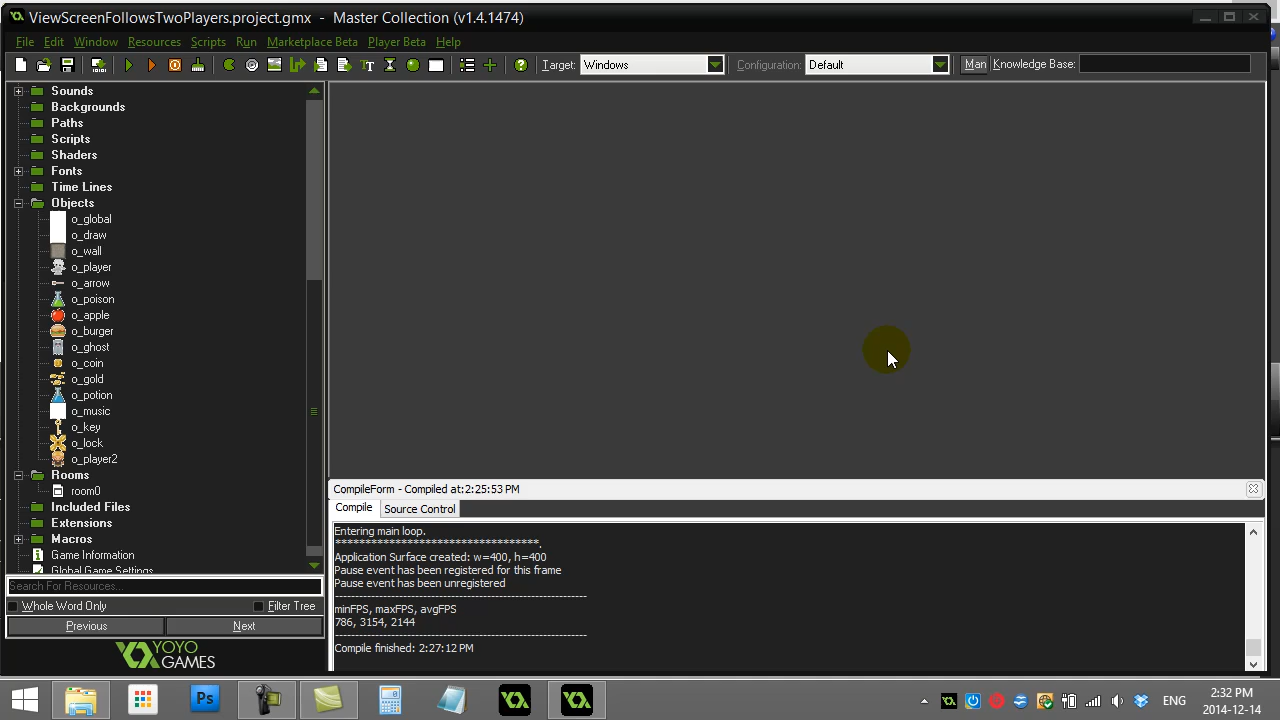 ViewScreenFollowsTwoPlayers.project.gmx - Master Collection (v1.4.1474)
File Edit Window Resources Scripts Run Marketplace Beta Player Beta Help
Target: Windows Configuration: Default Man Knowledge Base:
Sounds
Backgrounds
Paths
Scripts
Shaders
Fonts
Time Lines
Objects
o_global
o_draw
o_wall
o_player
o_arrow
o_poison
o_apple
o_burger
o_ghost
o_coin
o_gold
o_potion
o_music
o_key
o_lock
o_player2
Rooms
room0
Included Files
Extensions
Macros
Game Information
Global Game Settings
Search For Resources...
Whole Word Only Filter Tree
Previous Next
YOYO
GAMES
CompileForm - Compiled at:2:25:53 PM
Compile Source Control
Entering main loop.
***********************************.
Application Surface created: w=400, h=400
Pause event has been registered for this frame
Pause event has been unregistered
----------------------------------------------------------------
minFPS, maxFPS, avgFPS
786, 3154, 2144
----------------------------------------------------------------
Compile finished: 2:27:12 PM
Ps
ENG
2:32 PM
2014-12-14